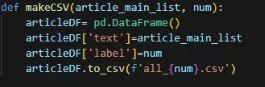 def makeCSV(article_main_list, num):
    articleDF= pd.DataFrame()
    articleDF['text']=article_main_list
    articleDF['label']=num
    articleDF.to_csv(f'all_{num}.csv')